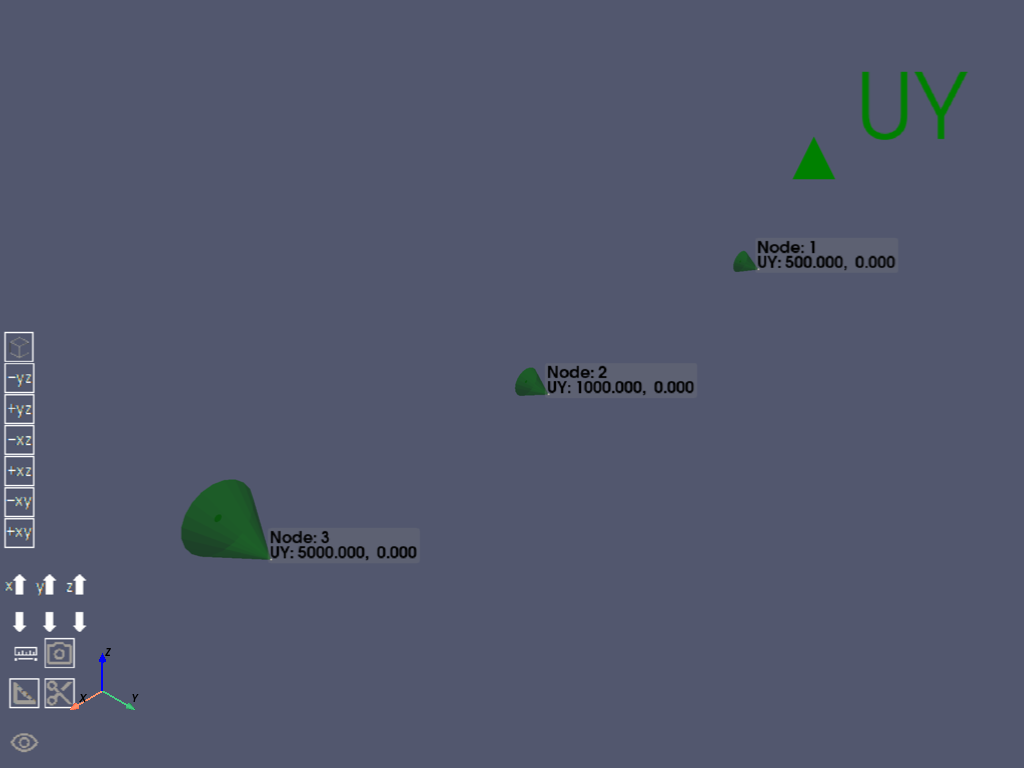 UY
Node: 1
UY: 500.000, 0.000
Node: 2
UY: 1000.000, 0.000
Node: 3
UY: 5000.000, 0.000
-yz
+yz
-xz
+xz
-xy
+xy
x y z
Z
X Y